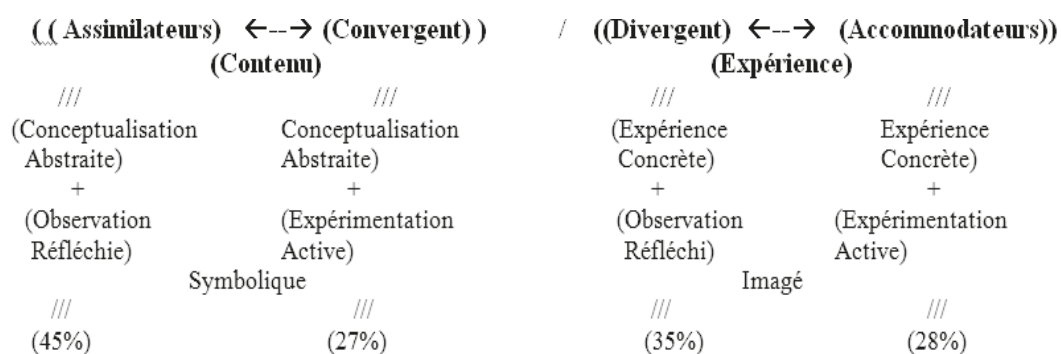 (( Assimilateurs) ←--→ (Convergent) ) / ((Divergent) ←--→ (Accommodateurs))
(Contenu) (Expérience)
/// /// /// ///
(Conceptualisation Conceptualisation (Expérience Expérience
Abstraite) Abstraite) Concrète) Concrète)
+ + + +
(Observation (Expérimentation (Observation (Expérimentation
Réfléchie) Active) Réfléchi) Active)
Symbolique Imagé
/// /// /// ///
(45%) (27%) (35%) (28%)